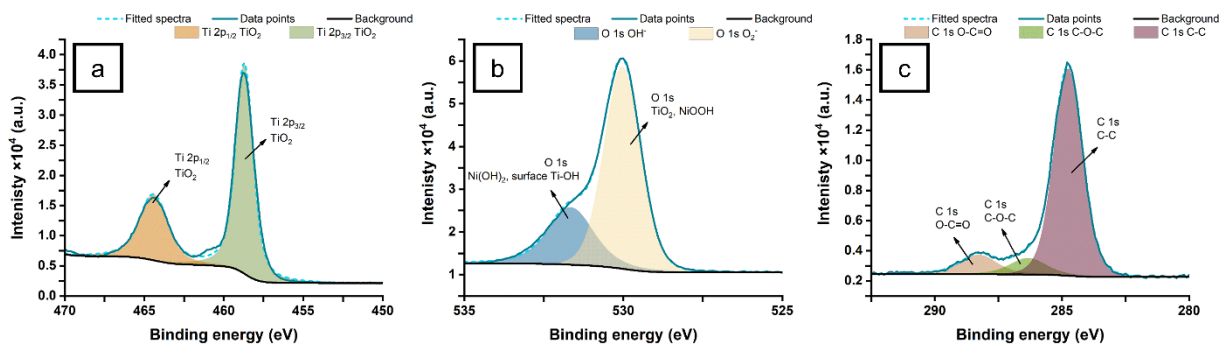 Fitted spectra Data points Background
Ti 2p1/2 TiO2 Ti 2p3/2 TiO2
a
Ti 2p3/2
TiO2
Ti 2p1/2
TiO2
Intenisty ×10⁴ (a.u.)
4.0
3.5
3.0
2.5
2.0
1.5
1.0
0.5
0.0
470 465 460 455 450
Binding energy (eV)
Fitted spectra Data points Background
O 1s OH⁻ O 1s O2⁻
b
O 1s
TiO2, NiOOH
O 1s
Ni(OH)2, surface Ti-OH
Intenisty ×10⁴ (a.u.)
6
5
4
3
2
1
535 530 525
Binding energy (eV)
Fitted spectra Data points Background
C 1s O-C=O C 1s C-O-C C 1s C-C
c
C 1s
C-C
C 1s
C-O-C
C 1s
O-C=O
Intenisty ×10⁴ (a.u.)
1.8
1.6
1.4
1.2
1.0
0.8
0.6
0.4
0.2
290 285 280
Binding energy (eV)